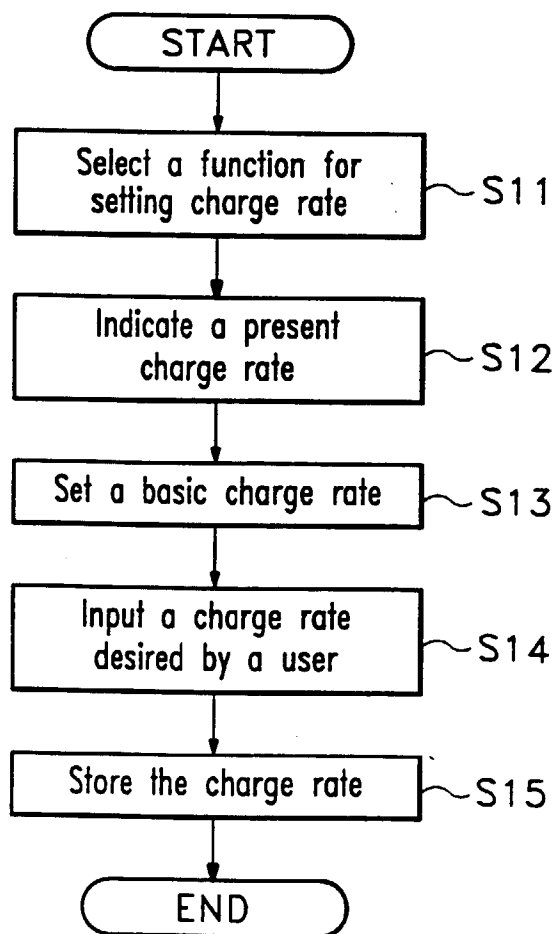 START
Select a function for
setting charge rate
S11
Indicate a present
charge rate
S12
Set a basic charge rate
S13
Input a charge rate
desired by a user
S14
Store the charge rate
S15
END